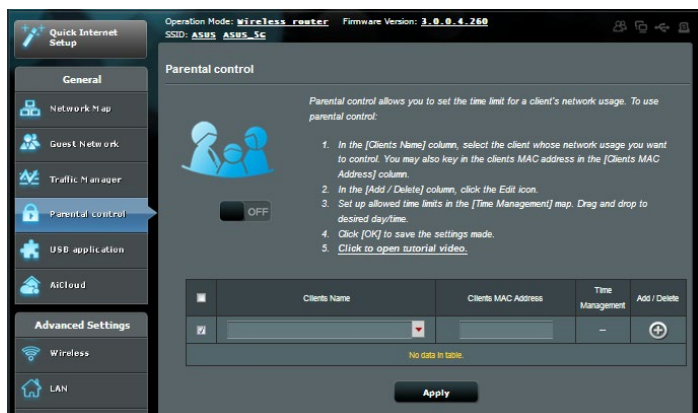 Quick Internet
Setup
Operation Mode: Wireless router Firmware Version: 3.0.0.4.260
SSID: ASUS ASUS_5G
General
Network Map
Guest Network
Traffic Manager
Parental control
USB application
AiCloud
Advanced Settings
Wireless
LAN
Parental control
Parental control allows you to set the time limit for a client's network usage. To use
parental control:
1. In the [Clients Name] column, select the client whose network usage you want
to control. You may also key in the clients MAC address in the [Clients MAC
Address] column.
2. In the [Add / Delete] column, click the Edit icon.
3. Set up allowed time limits in the [Time Management] map. Drag and drop to
desired day/time.
4. Click [OK] to save the settings made.
5. Click to open tutorial video.
OFF
Clients Name
Clients MAC Address
Time
Management
Add / Delete
–
No data in table.
Apply